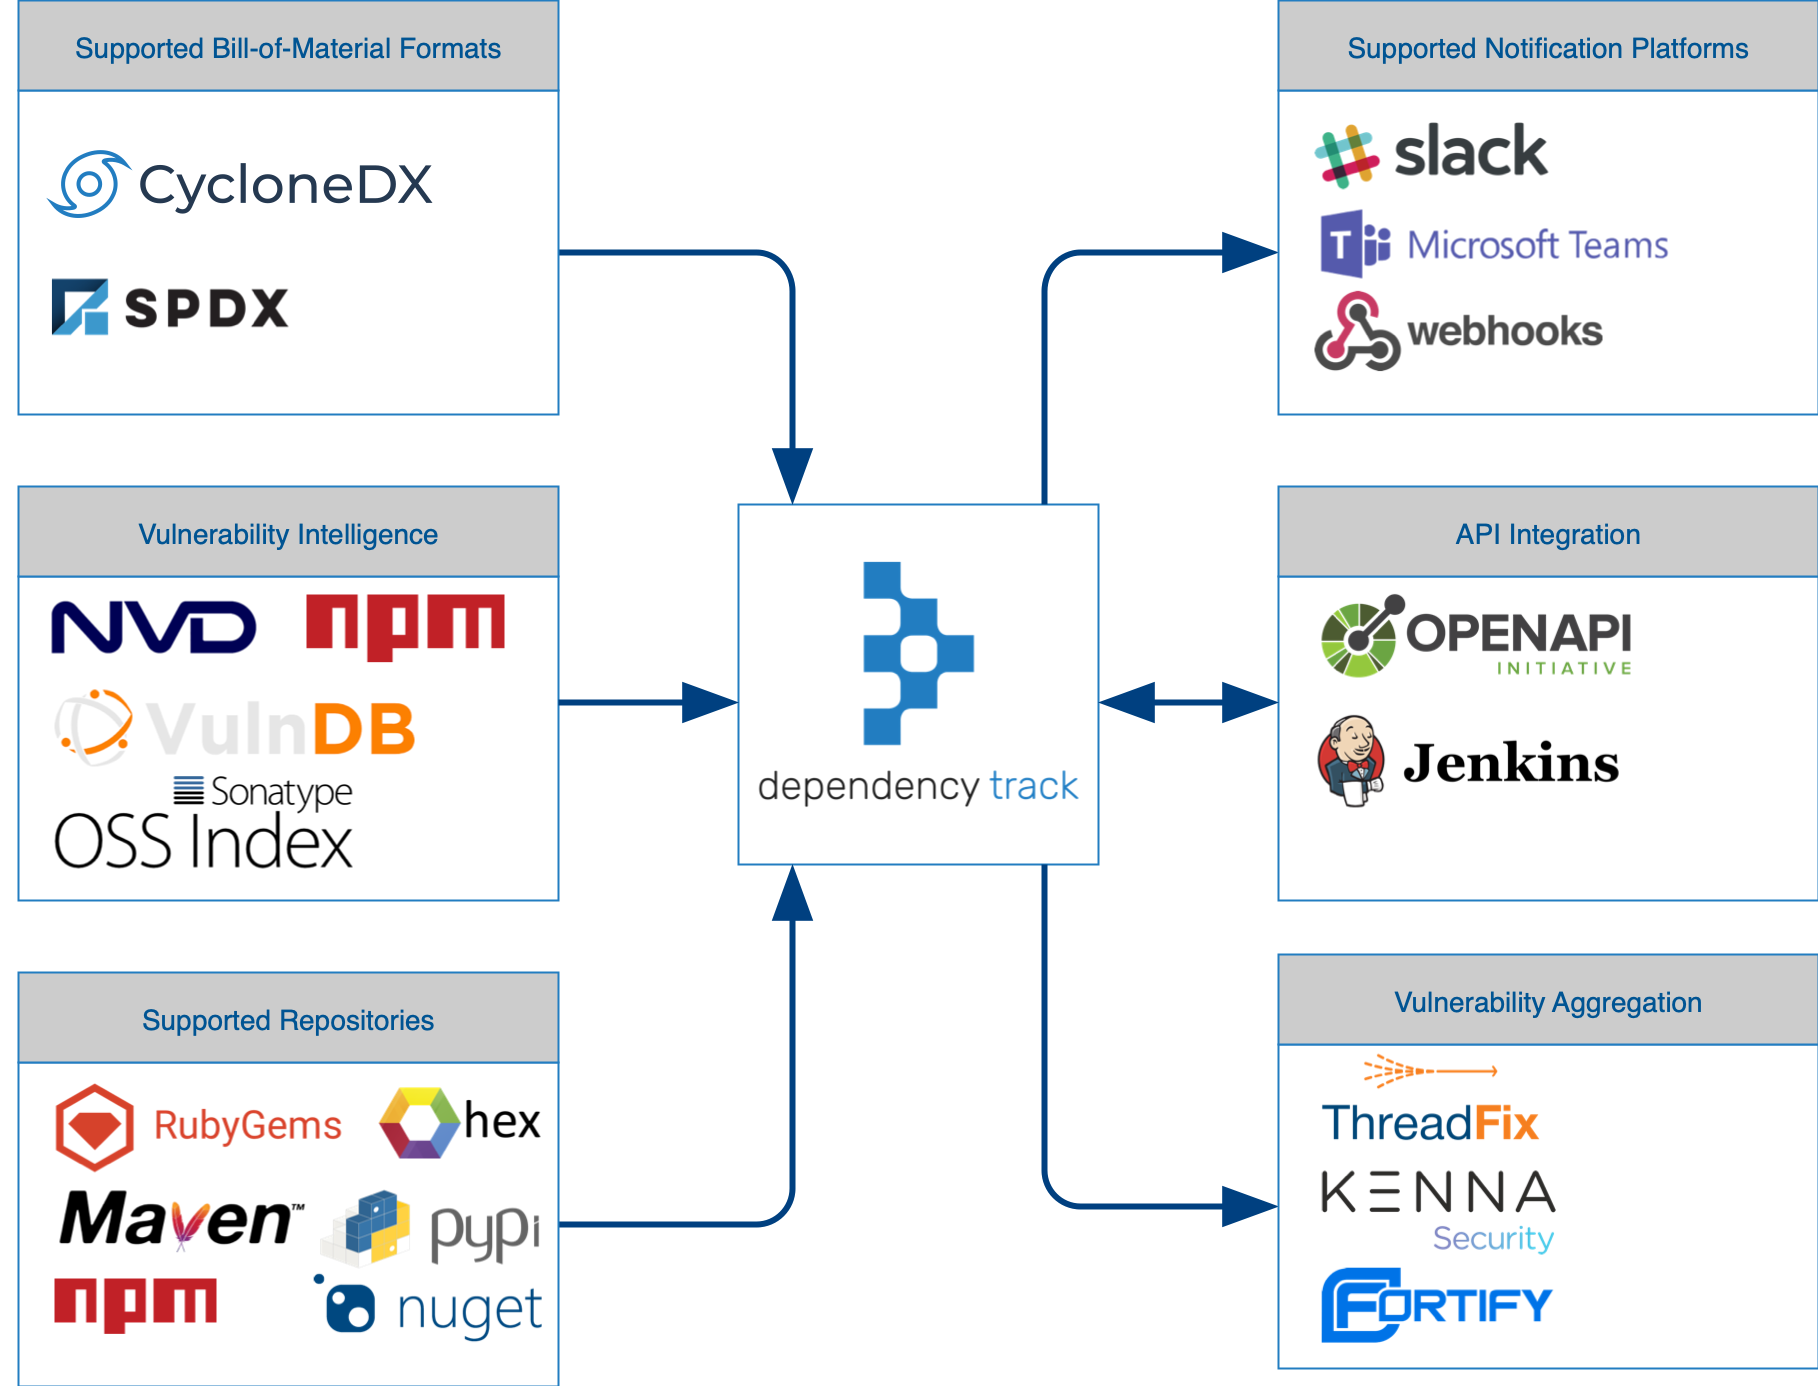 Supported Bill-of-Material Formats
CycloneDX
SPDX
Vulnerability Intelligence
NVD npm
VulnDB
Sonatype
OSS Index
Supported Repositories
RubyGems hex
Maven™ pypi
npm nuget
dependency track
Supported Notification Platforms
slack
T Microsoft Teams
webhooks
API Integration
OPENAPI
INITIATIVE
Jenkins
Vulnerability Aggregation
ThreadFix
KENNA
Security
FORTIFY